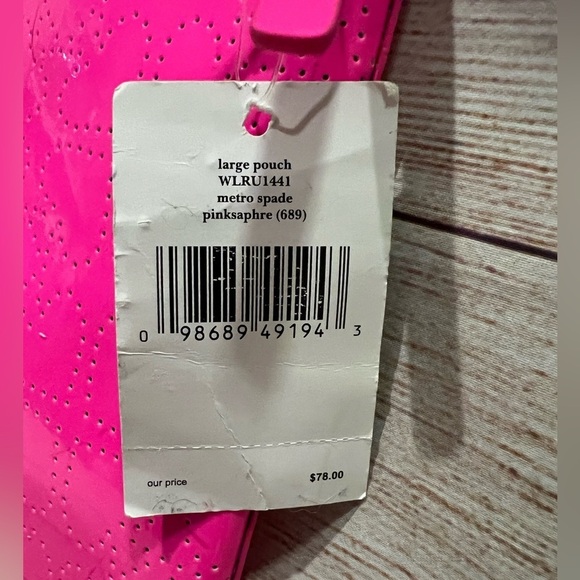 large pouch
WLRU1441
metro spade
pinksaphre (689)
0 98689 49194 3
our price $78.00